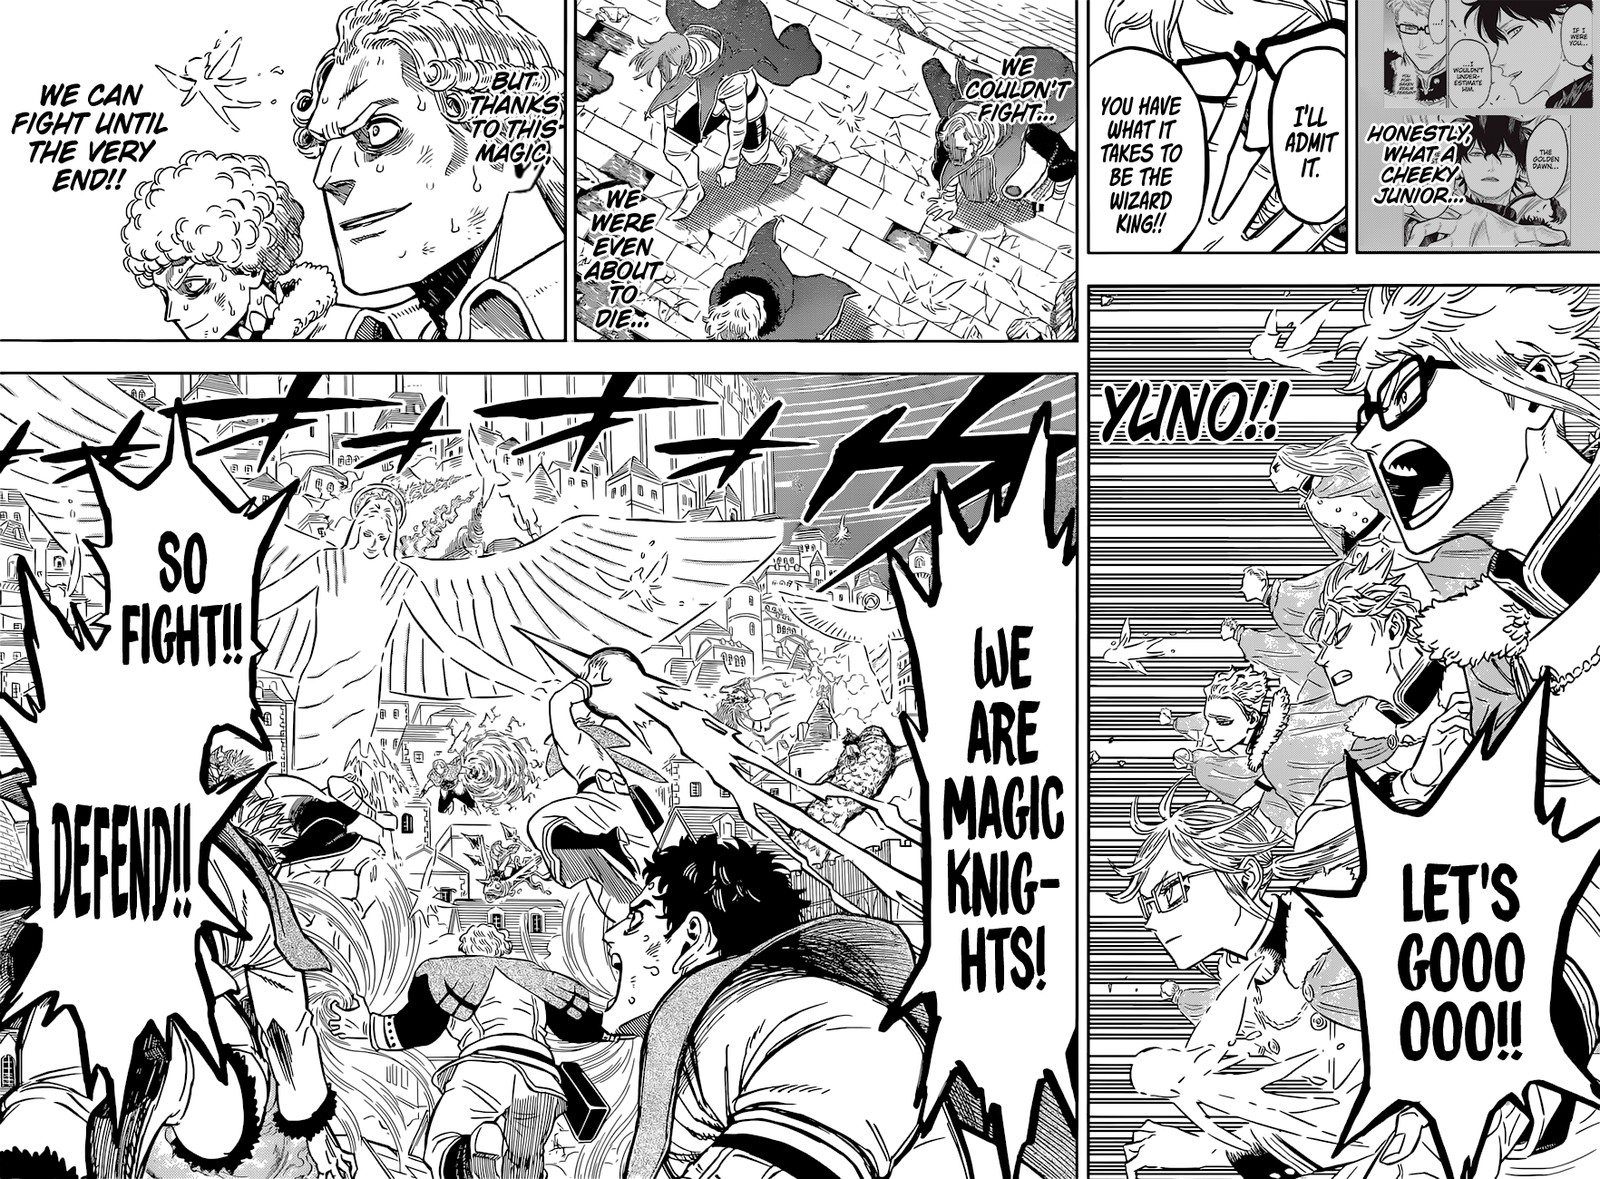 IF I
WERE
YOU...
...I
WOULDN'T
UNDER-
ESTIMATE
HIM.
...!
THE
GOLDEN
DAWN...
HONESTLY,
WHAT A
CHEEKY
JUNIOR...
I'LL
ADMIT
IT.
YOU HAVE
WHAT IT
TAKES TO
BE THE
WIZARD
KING!!
YUNO!!
LET'S
GOOO
OOO!!
WE
COULDN'T
FIGHT...
WE
WERE
EVEN
ABOUT
TO
DIE...
BUT
THANKS
TO THIS
MAGIC,
WE CAN
FIGHT UNTIL
THE VERY
END!!
WE
ARE
MAGIC
KNIG-
HTS!
SO
FIGHT!!
DEFEND!!